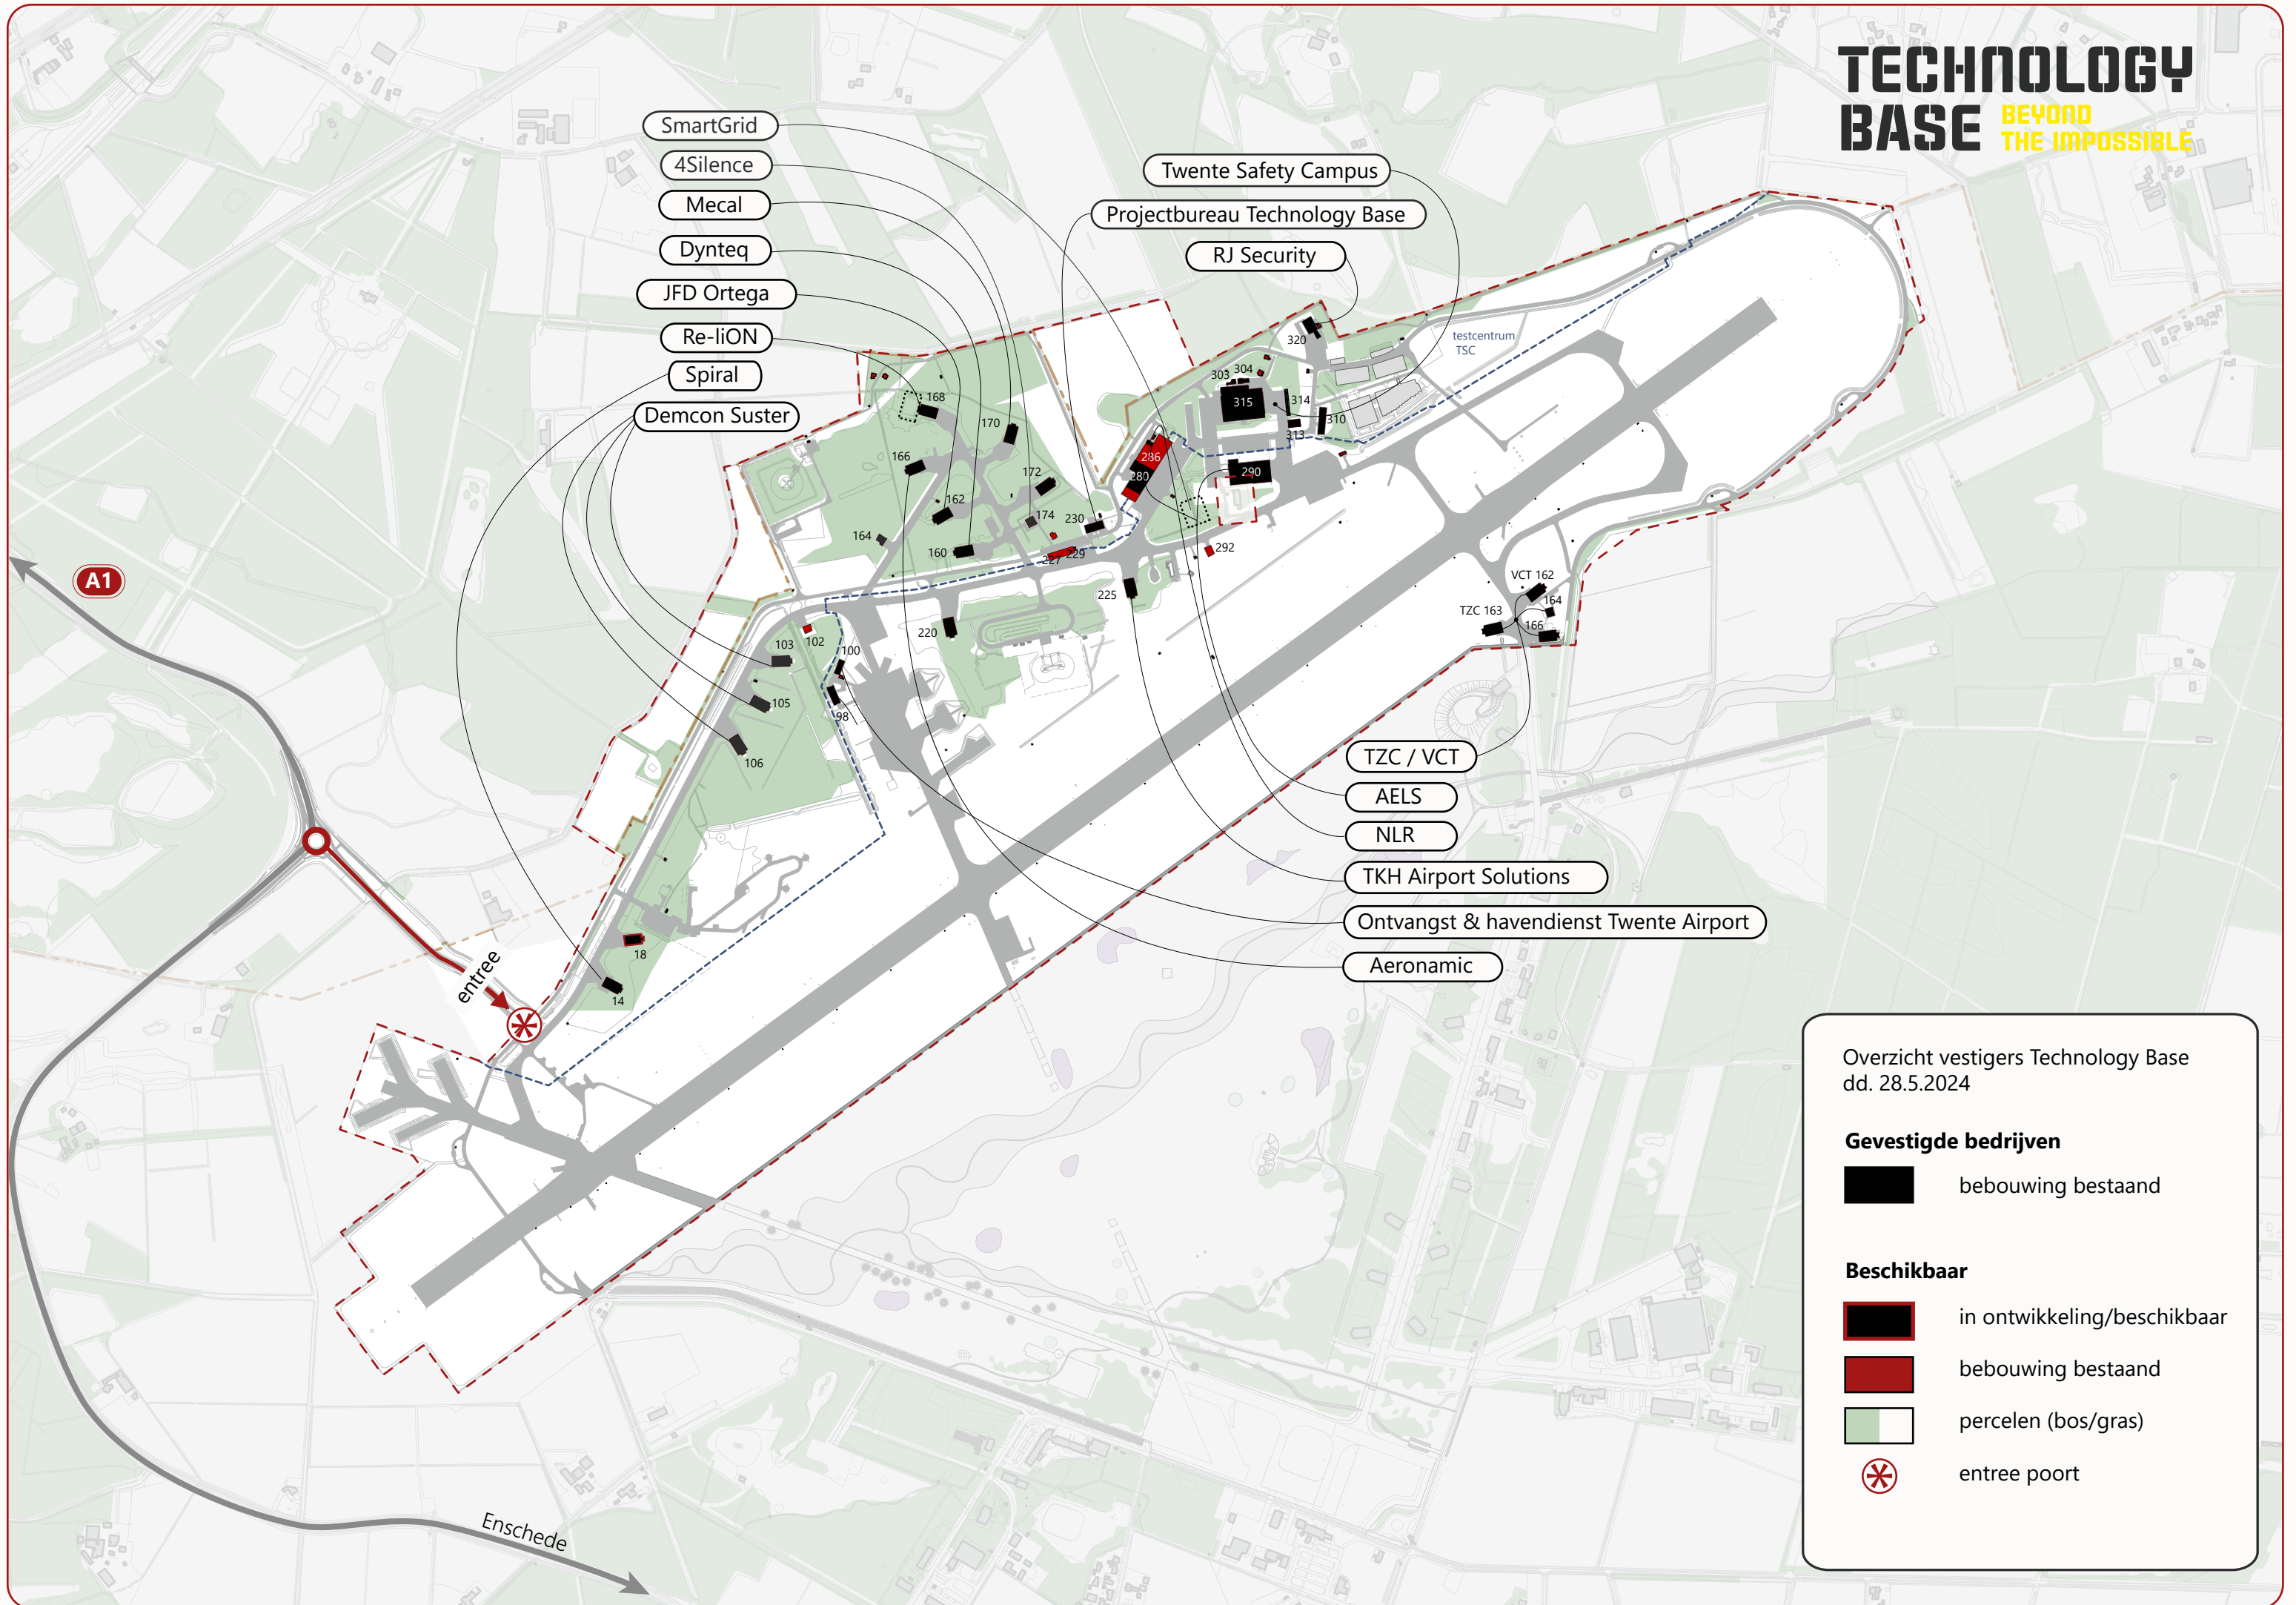 TECHNOLOGY
BASE BEYOND
THE IMPOSSIBLE
SmartGrid
4Silence
Mecal
Dynteq
JFD Ortega
Re-liON
Spiral
Demcon Suster
Twente Safety Campus
Projectbureau Technology Base
RJ Security
testcentrum
TSC
320
303
304
315
314
310
313
286
280
290
292
168
170
166
172
162
174
164
230
160
227
229
225
220
102
103
100
105
98
106
18
14
VCT 162
164
TZC 163
166
A1
entree
Enschede
TZC / VCT
AELS
NLR
TKH Airport Solutions
Ontvangst & havendienst Twente Airport
Aeronamic
Overzicht vestigers Technology Base
dd. 28.5.2024
Gevestigde bedrijven
bebouwing bestaand
Beschikbaar
in ontwikkeling/beschikbaar
bebouwing bestaand
percelen (bos/gras)
entree poort